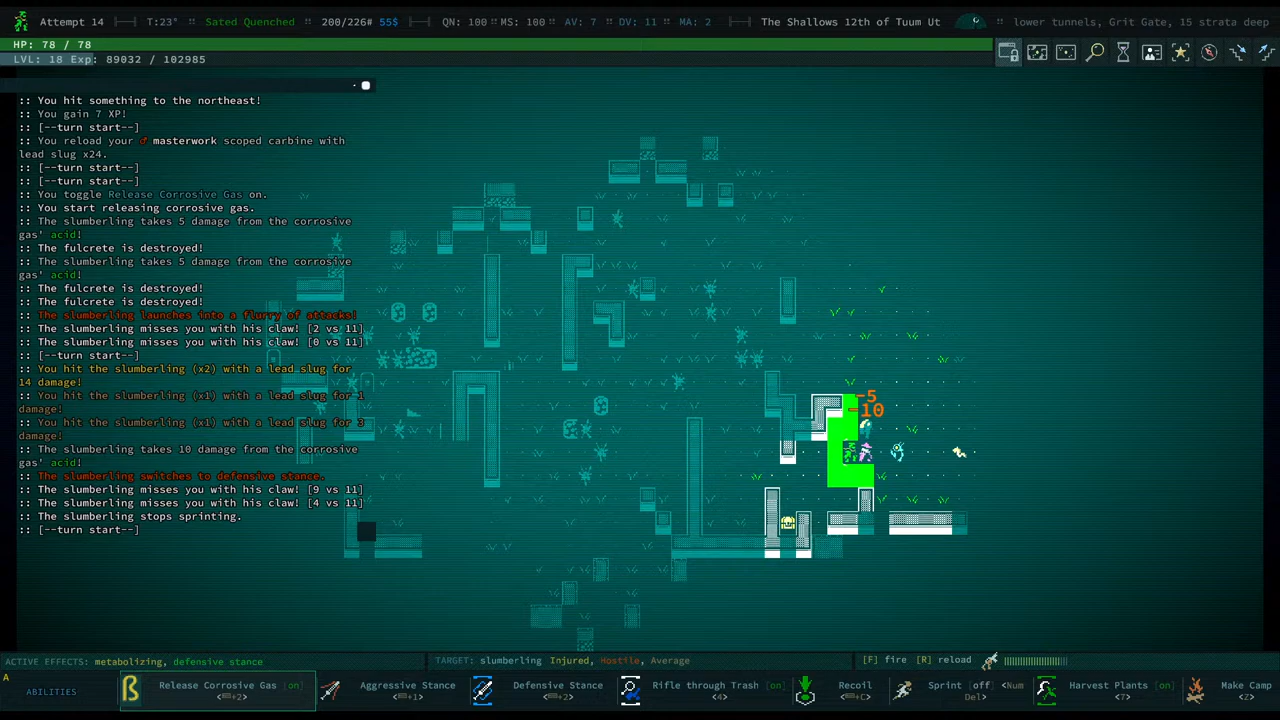 Attempt 14 T:23° Sated Quenched 200/226# 55$ QN: 100 MS: 100 AV: 7 DV: 11 MA: 2 The Shallows 12th of Tuum Ut lower tunnels, Grit Gate, 15 strata deep
HP: 78 / 78
LVL: 18 Exp: 89032 / 102985
:: You hit something to the northeast!
:: You gain 7 XP!
:: [--turn start--]
:: You reload your ♂ masterwork scoped carbine with
lead slug x24.
:: [--turn start--]
:: [--turn start--]
:: You toggle Release Corrosive Gas on.
:: You start releasing corrosive gas.
:: The slumberling takes 5 damage from the corrosive
gas' acid!
:: The fulcrete is destroyed!
:: The slumberling takes 5 damage from the corrosive
gas' acid!
:: The fulcrete is destroyed!
:: The fulcrete is destroyed!
:: The slumberling launches into a flurry of attacks!
:: The slumberling misses you with his claw! [2 vs 11]
:: The slumberling misses you with his claw! [0 vs 11]
:: [--turn start--]
:: You hit the slumberling (x2) with a lead slug for
14 damage!
:: You hit the slumberling (x1) with a lead slug for 1
damage!
:: You hit the slumberling (x1) with a lead slug for 3
damage!
:: The slumberling takes 10 damage from the corrosive
gas' acid!
:: The slumberling switches to defensive stance.
:: The slumberling misses you with his claw! [9 vs 11]
:: The slumberling misses you with his claw! [4 vs 11]
:: The slumberling stops sprinting.
:: [--turn start--]
-5
-10
ACTIVE EFFECTS: metabolizing, defensive stance
TARGET: slumberling Injured, Hostile, Average
[F] fire [R] reload
A
ABILITIES
Release Corrosive Gas [on]
<⌨+2>
Aggressive Stance
<⌨+1>
Defensive Stance
<⌨+2>
Rifle through Trash [on]
<4>
Recoil
<⌨+C>
Sprint [off] <Num
Del>
Harvest Plants [on]
<7>
Make Camp
<Z>